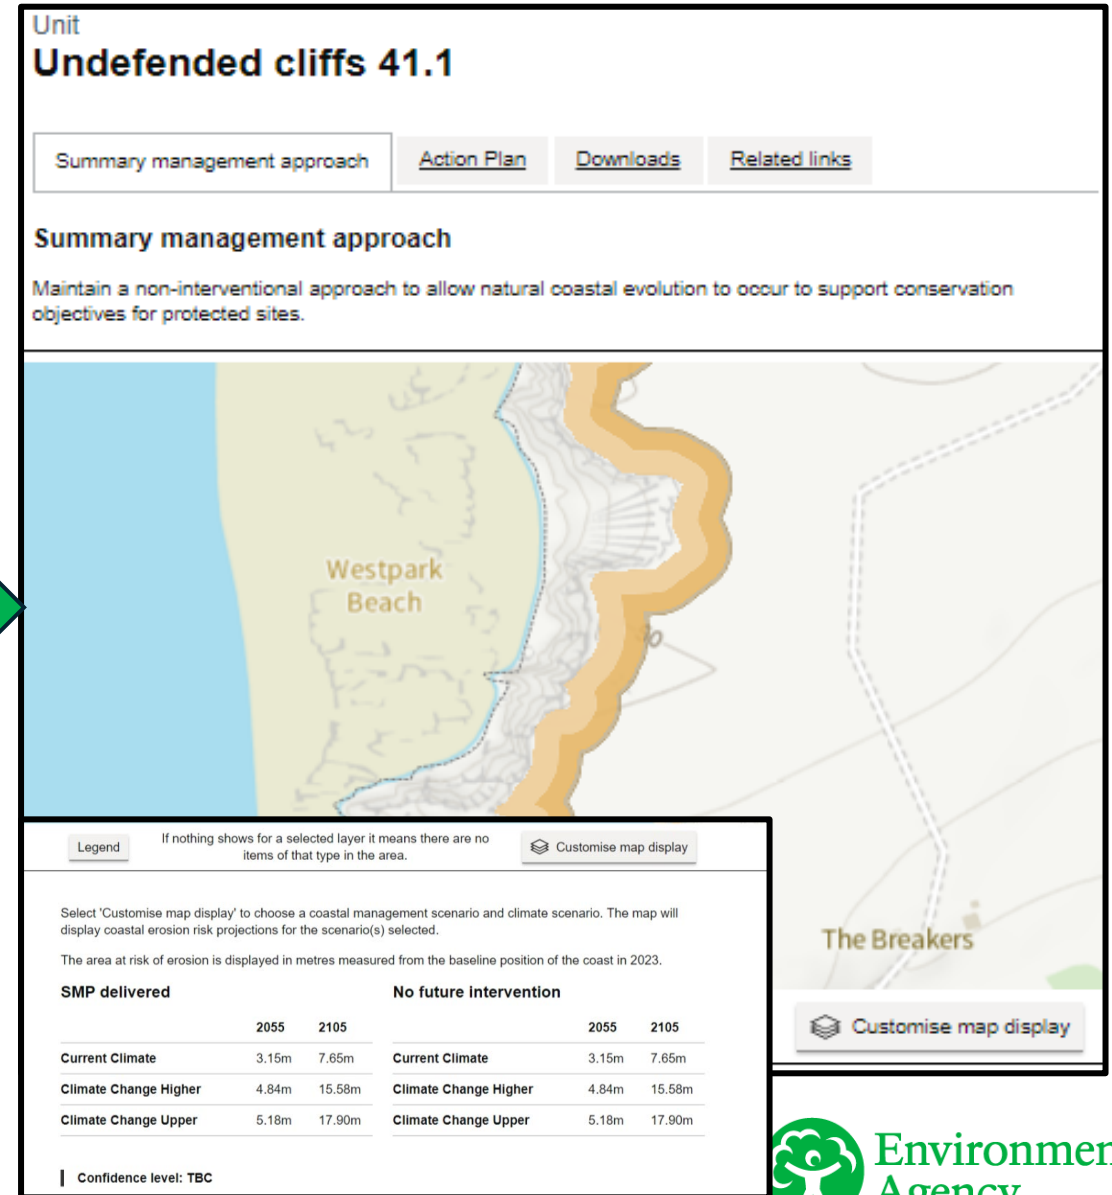 Unit
Undefended cliffs 41.1
Summary management approach
Action Plan
Downloads
Related links
Summary management approach
Maintain a non-interventional approach to allow natural coastal evolution to occur to support conservation
objectives for protected sites.
Westpark
Beach
The Breakers
Customise map display
Legend
If nothing shows for a selected layer it means there are no
items of that type in the area.
Customise map display
Select 'Customise map display' to choose a coastal management scenario and climate scenario. The map will
display coastal erosion risk projections for the scenario(s) selected.
The area at risk of erosion is displayed in metres measured from the baseline position of the coast in 2023.
SMP delivered
2055 2105
Current Climate 3.15m 7.65m
Climate Change Higher 4.84m 15.58m
Climate Change Upper 5.18m 17.90m
No future intervention
2055 2105
Current Climate 3.15m 7.65m
Climate Change Higher 4.84m 15.58m
Climate Change Upper 5.18m 17.90m
Confidence level: TBC
Environmen
Agency